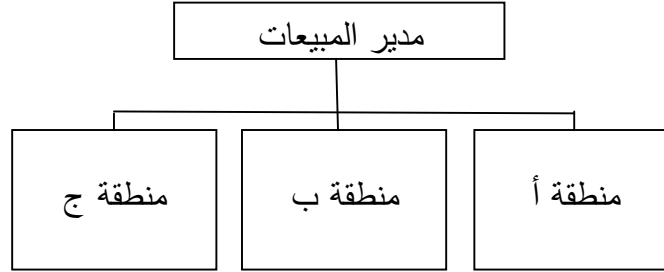 مدير المبيعات
منطقة أ
منطقة ب
منطقة ج